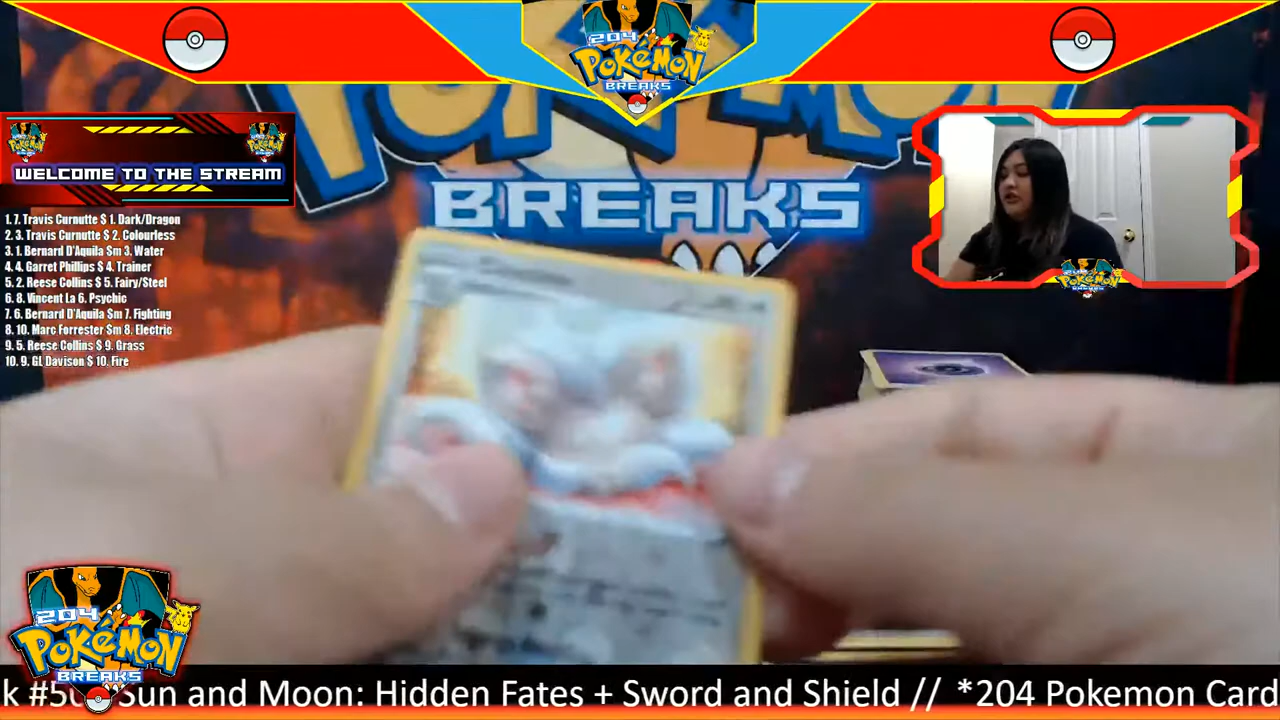 204
POKÉMON
BREAKS
POKÉMON
BREAKS
WELCOME TO THE STREAM
1. 7. Travis Curnutte $ 1. Dark/Dragon
2. 3. Travis Curnutte $ 2. Colourless
3. 1. Bernard D'Aquila $m 3. Water
4. 4. Garret Phillips $ 4. Trainer
5. 2. Reese Collins $ 5. Fairy/Steel
6. 8. Vincent La 6. Psychic
7. 6. Bernard D'Aquila $m 7. Fighting
8. 10. Marc Forrester $m 8. Electric
9. 5. Reese Collins $ 9. Grass
10. 9. GL Davison $ 10. Fire
204
POKÉMON
BREAKS
k #50 Sun and Moon: Hidden Fates + Sword and Shield // *204 Pokemon Card